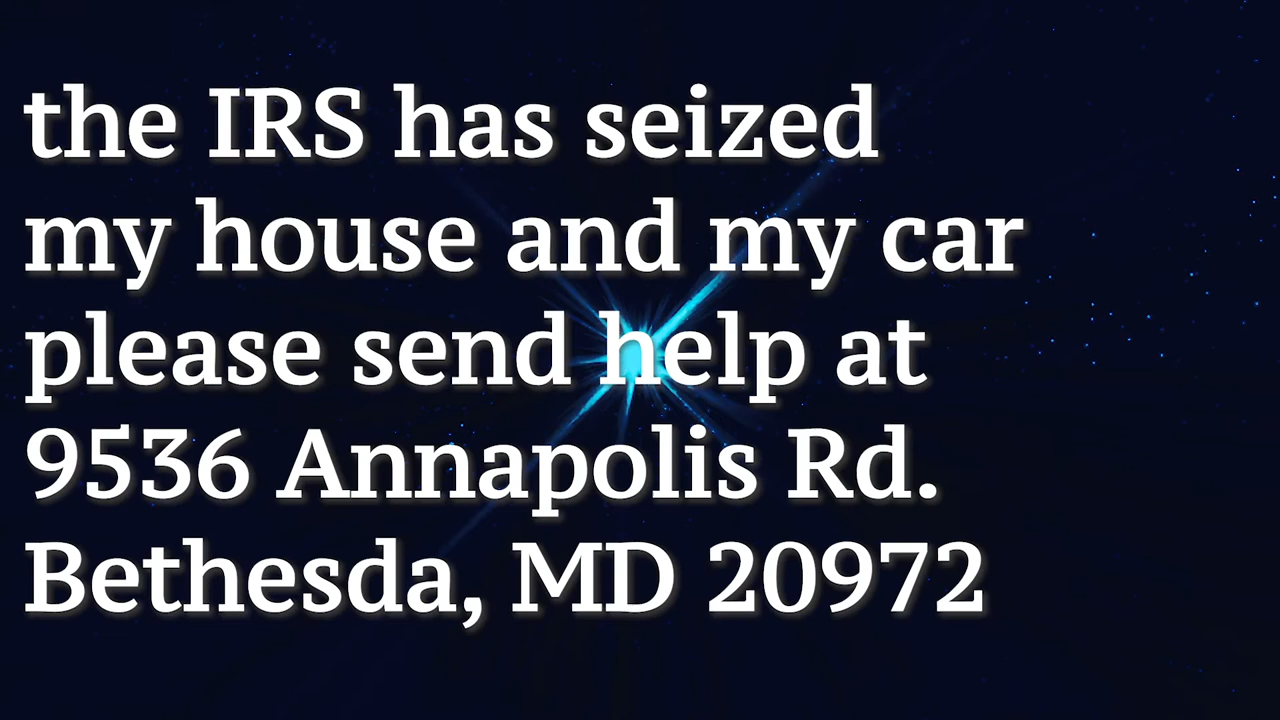 the IRS has seized
my house and my car
please send help at
9536 Annapolis Rd.
Bethesda, MD 20972